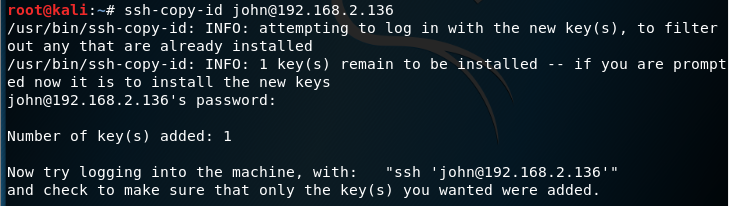 root@kali:~# ssh-copy-id john@192.168.2.136
/usr/bin/ssh-copy-id: INFO: attempting to log in with the new key(s), to filter
out any that are already installed
/usr/bin/ssh-copy-id: INFO: 1 key(s) remain to be installed -- if you are prompt
ed now it is to install the new keys
john@192.168.2.136's password:
Number of key(s) added: 1
Now try logging into the machine, with:   "ssh 'john@192.168.2.136'"
and check to make sure that only the key(s) you wanted were added.